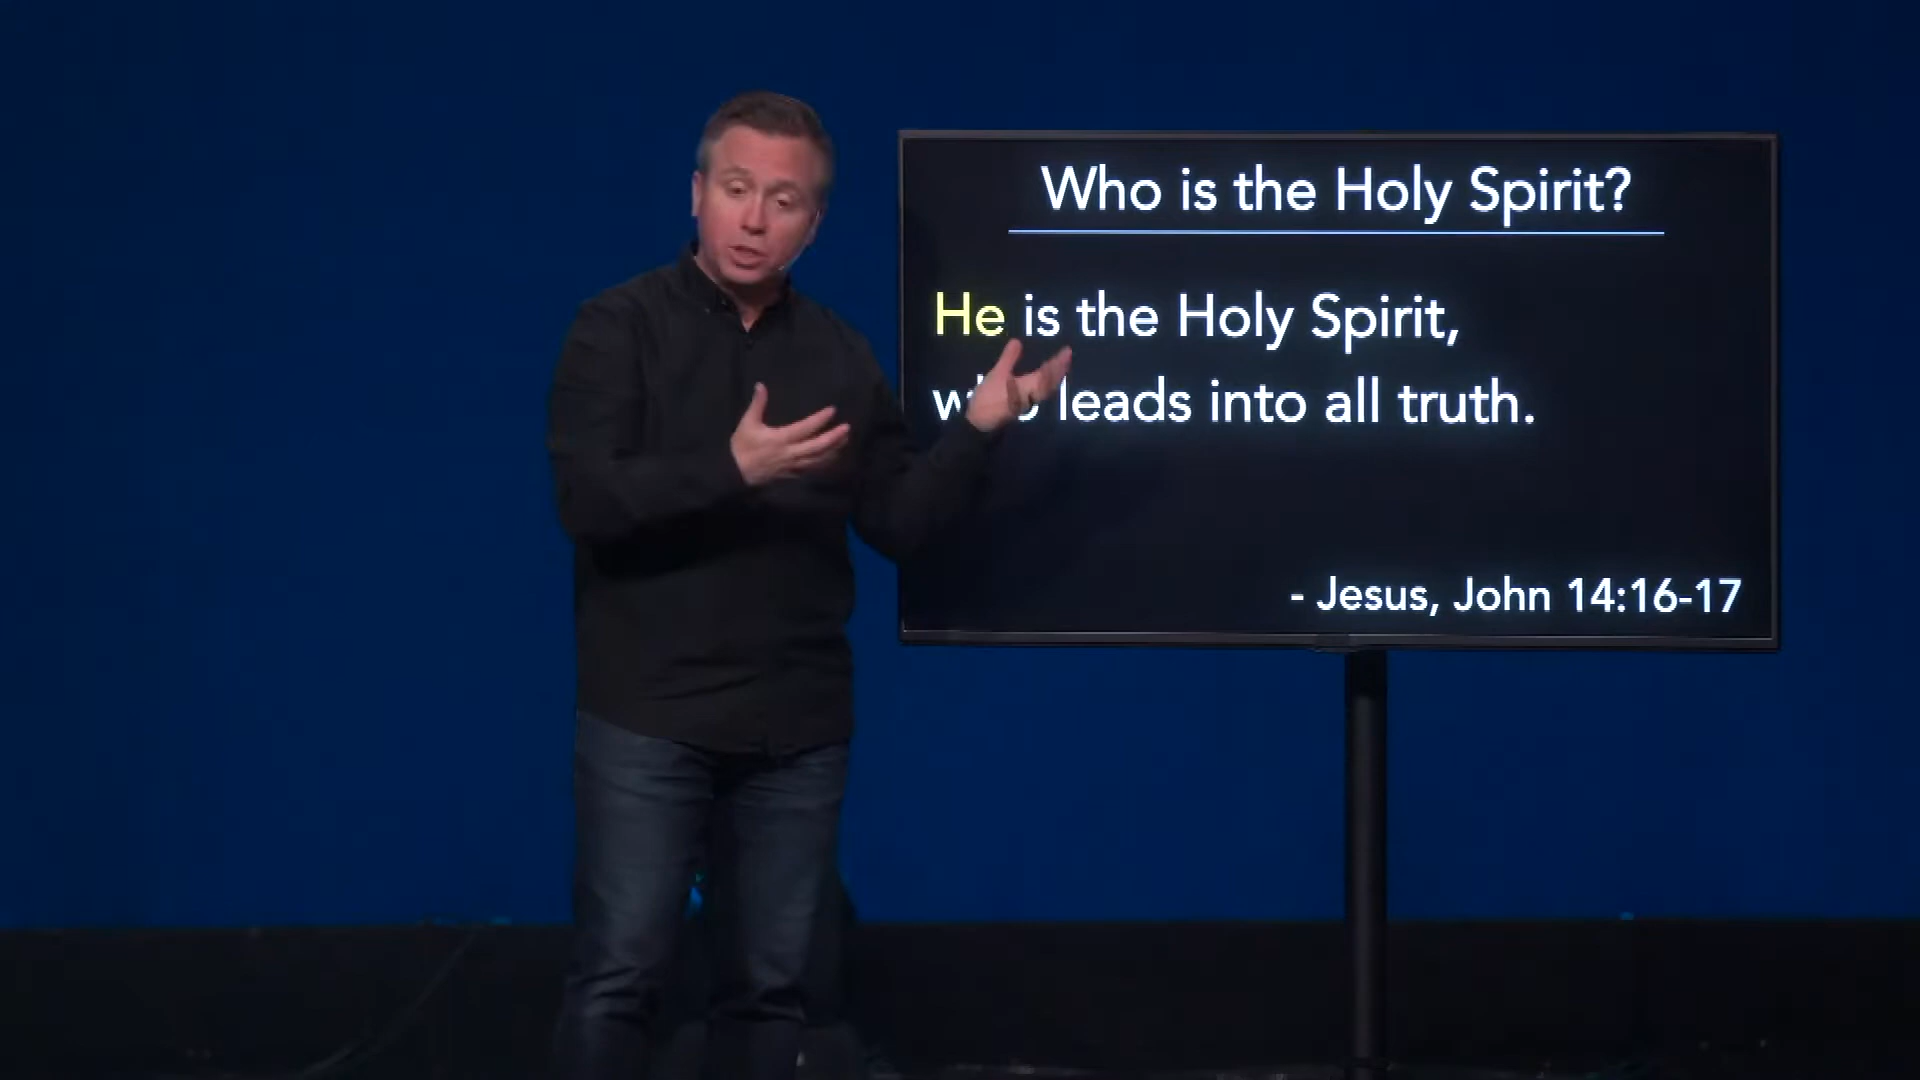 Who is the Holy Spirit?
He is the Holy Spirit,
who leads into all truth.
- Jesus, John 14:16-17